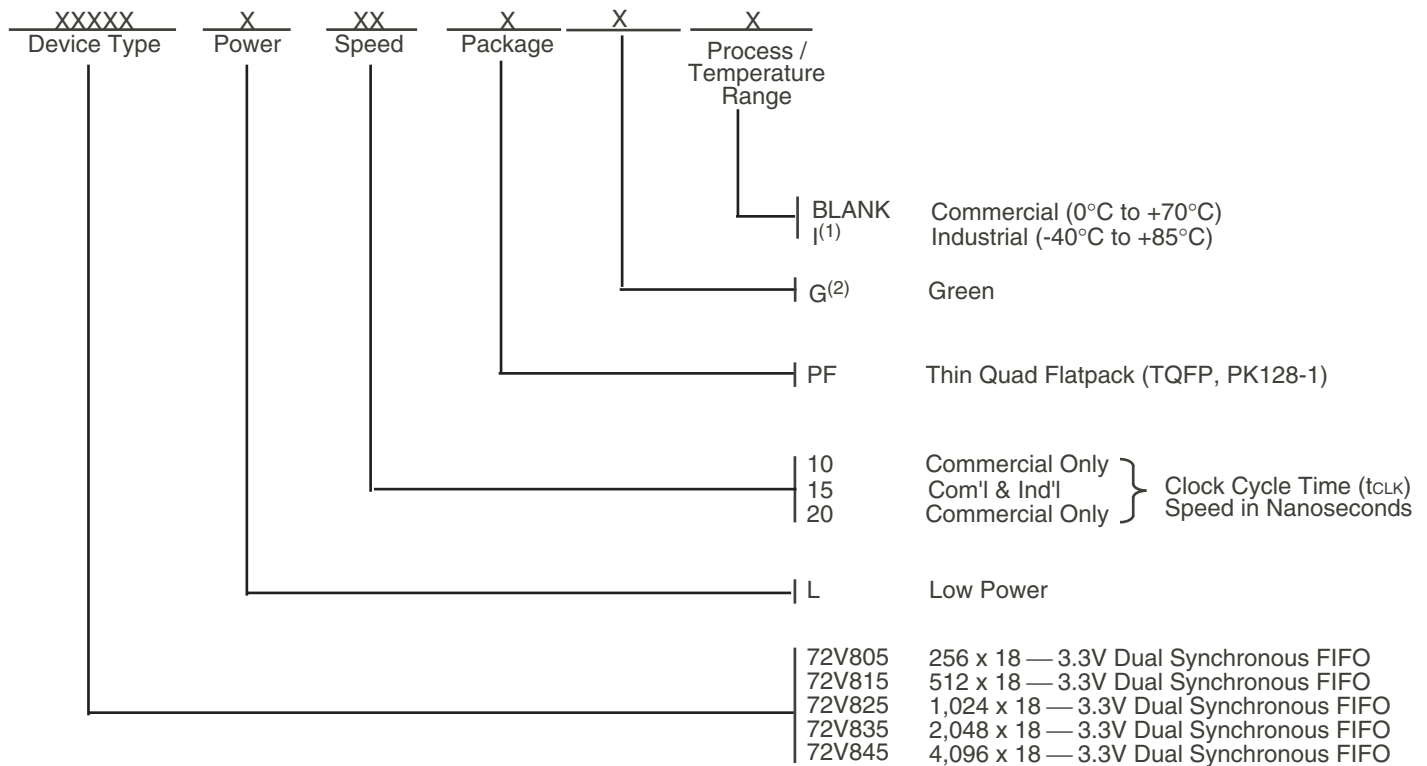 XXXXX X XX X X X
Device Type Power Speed Package Process /
Temperature
Range
BLANK Commercial (0°C to +70°C)
I(1) Industrial (-40°C to +85°C)
G(2) Green
PF Thin Quad Flatpack (TQFP, PK128-1)
10 Commercial Only
15 Com'l & Ind'l Clock Cycle Time (tCLK)
20 Commercial Only Speed in Nanoseconds
L Low Power
72V805 256 x 18 — 3.3V Dual Synchronous FIFO
72V815 512 x 18 — 3.3V Dual Synchronous FIFO
72V825 1,024 x 18 — 3.3V Dual Synchronous FIFO
72V835 2,048 x 18 — 3.3V Dual Synchronous FIFO
72V845 4,096 x 18 — 3.3V Dual Synchronous FIFO